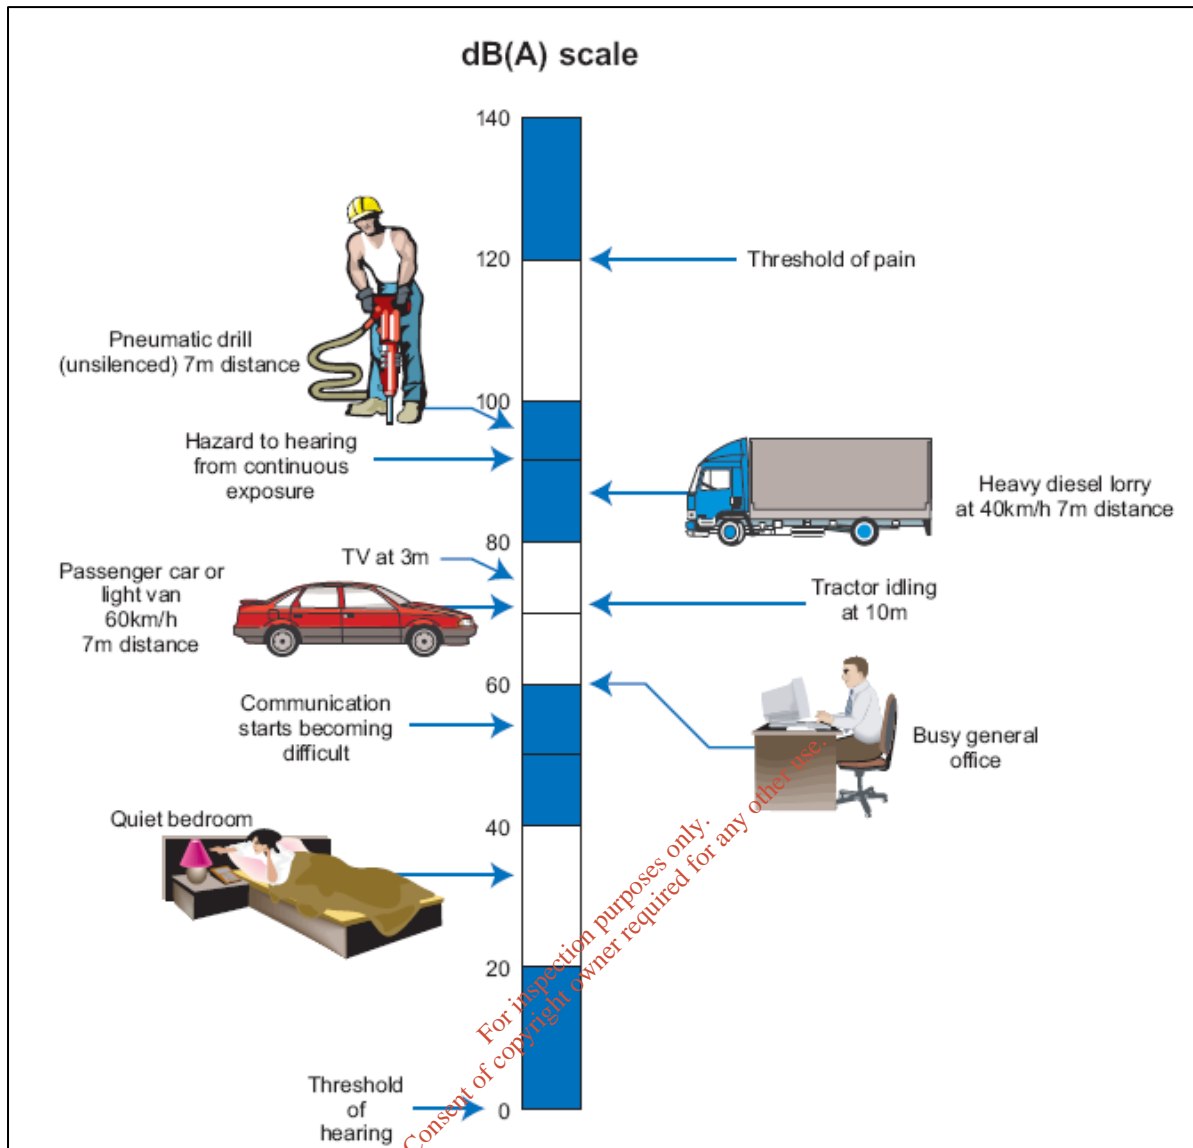 dB(A) scale
140
120
Threshold of pain
Pneumatic drill
(unsilenced) 7m distance
100
Hazard to hearing
from continuous
exposure
Heavy diesel lorry
at 40km/h 7m distance
80
TV at 3m
Passenger car or
light van
60km/h
7m distance
Tractor idling
at 10m
60
Communication
starts becoming
difficult
Busy general
office
Quiet bedroom
40
20
For inspection purposes only.
Consent of copyright owner required for any other use.
Threshold
of
hearing
0